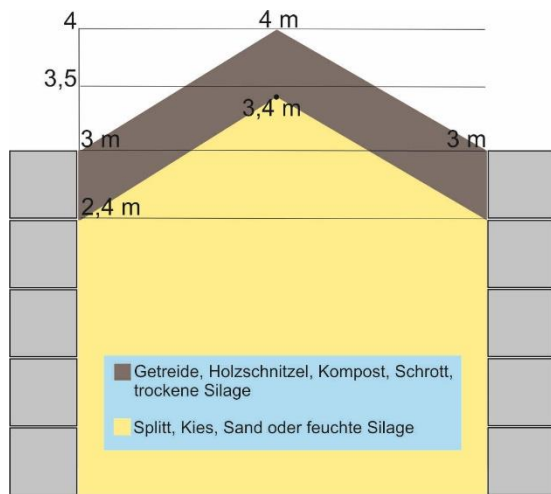 4
4 m
3,5
3,4 m
3 m
3 m
2,4 m
Getreide, Holzschnitzel, Kompost, Schrott,
trockene Silage
Splitt, Kies, Sand oder feuchte Silage